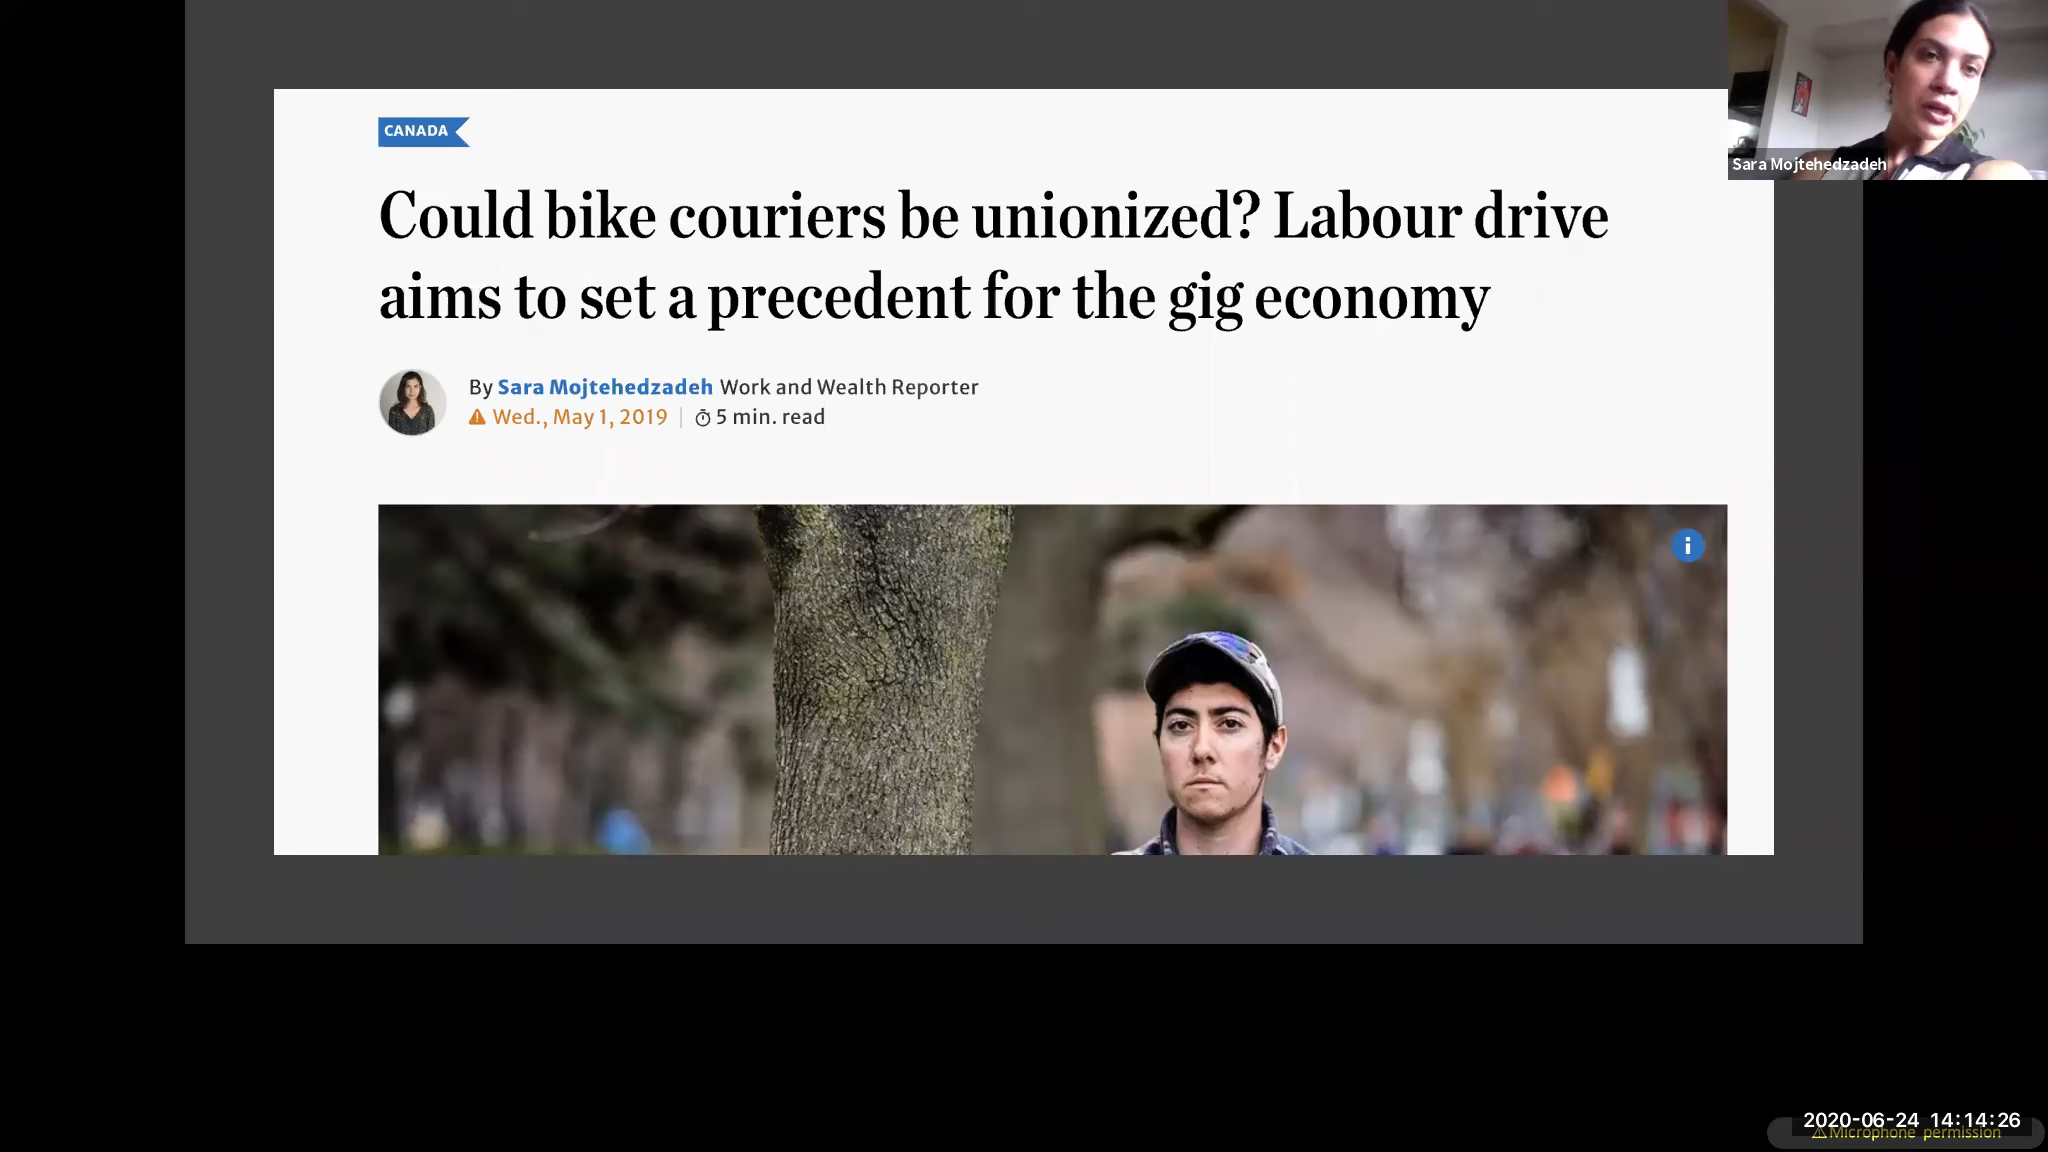 CANADA
Sara Mojtehedzadeh
Could bike couriers be unionized? Labour drive
aims to set a precedent for the gig economy
By Sara Mojtehedzadeh Work and Wealth Reporter
Wed., May 1, 2019 | 5 min. read
i
2020-06-24 14:14:26
Microphone permission